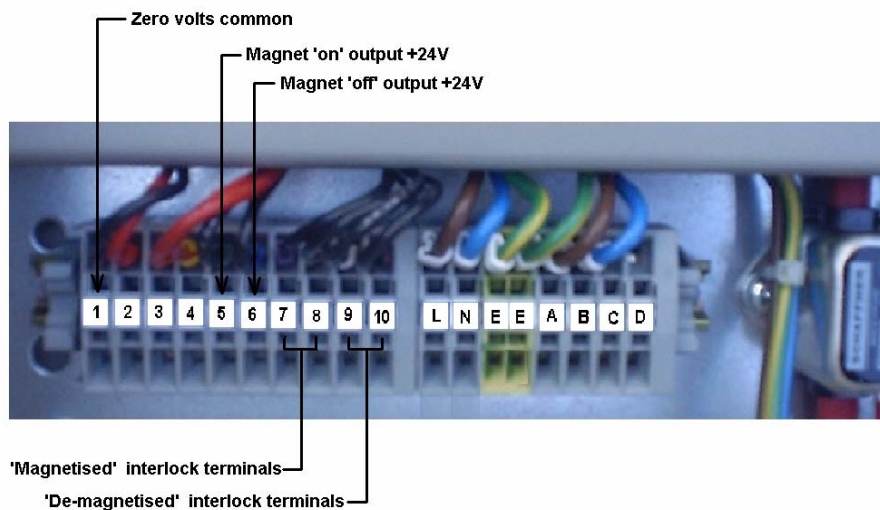 Zero volts common
Magnet 'on' output +24V
Magnet 'off' output +24V
1 2 3 4 5 6 7 8 9 10 L N E E A B C D
SCHAFFNER
'Magnetised' interlock terminals
'De-magnetised' interlock terminals